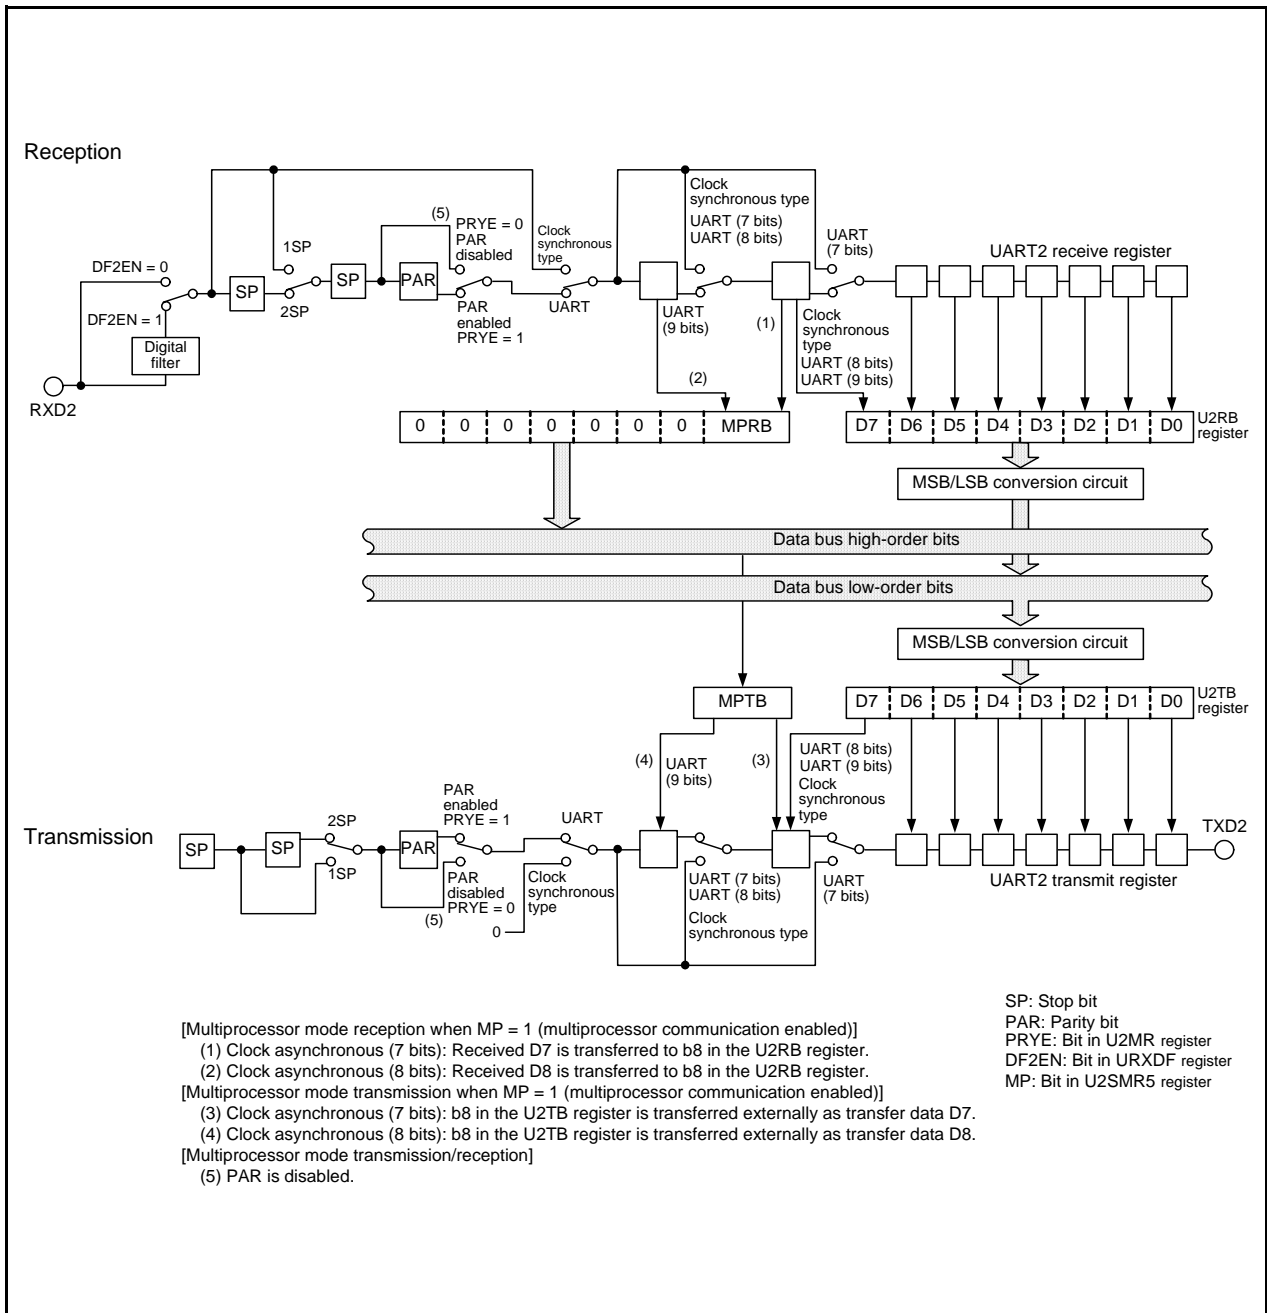 Reception
(5)
PRYE = 0
PAR
disabled
Clock
synchronous
type
Clock
synchronous type
UART (7 bits)
UART (8 bits)
UART
(7 bits)
UART2 receive register
1SP
DF2EN = 0
SP
2SP
SP
PAR
PAR
enabled
PRYE = 1
UART
UART
(9 bits)
(1)
Clock
synchronous
type
UART (8 bits)
UART (9 bits)
DF2EN = 1
Digital
filter
RXD2
(2)
0 0 0 0 0 0 0 MPRB
D7 D6 D5 D4 D3 D2 D1 D0
U2RB
register
MSB/LSB conversion circuit
Data bus high-order bits
Data bus low-order bits
MSB/LSB conversion circuit
MPTB
D7 D6 D5 D4 D3 D2 D1 D0
U2TB
register
(4)
UART
(9 bits)
(3)
UART (8 bits)
UART (9 bits)
Clock
synchronous
type
PAR
enabled
PRYE = 1
2SP
UART
TXD2
Transmission
SP
SP
1SP
PAR
PAR
disabled
PRYE = 0
(5)
Clock
synchronous
type
0
UART (7 bits)
UART (8 bits)
Clock
synchronous type
UART
(7 bits)
UART2 transmit register
SP: Stop bit
PAR: Parity bit
PRYE: Bit in U2MR register
DF2EN: Bit in URXDF register
MP: Bit in U2SMR5 register
[Multiprocessor mode reception when MP = 1 (multiprocessor communication enabled)]
(1) Clock asynchronous (7 bits): Received D7 is transferred to b8 in the U2RB register.
(2) Clock asynchronous (8 bits): Received D8 is transferred to b8 in the U2RB register.
[Multiprocessor mode transmission when MP = 1 (multiprocessor communication enabled)]
(3) Clock asynchronous (7 bits): b8 in the U2TB register is transferred externally as transfer data D7.
(4) Clock asynchronous (8 bits): b8 in the U2TB register is transferred externally as transfer data D8.
[Multiprocessor mode transmission/reception]
(5) PAR is disabled.